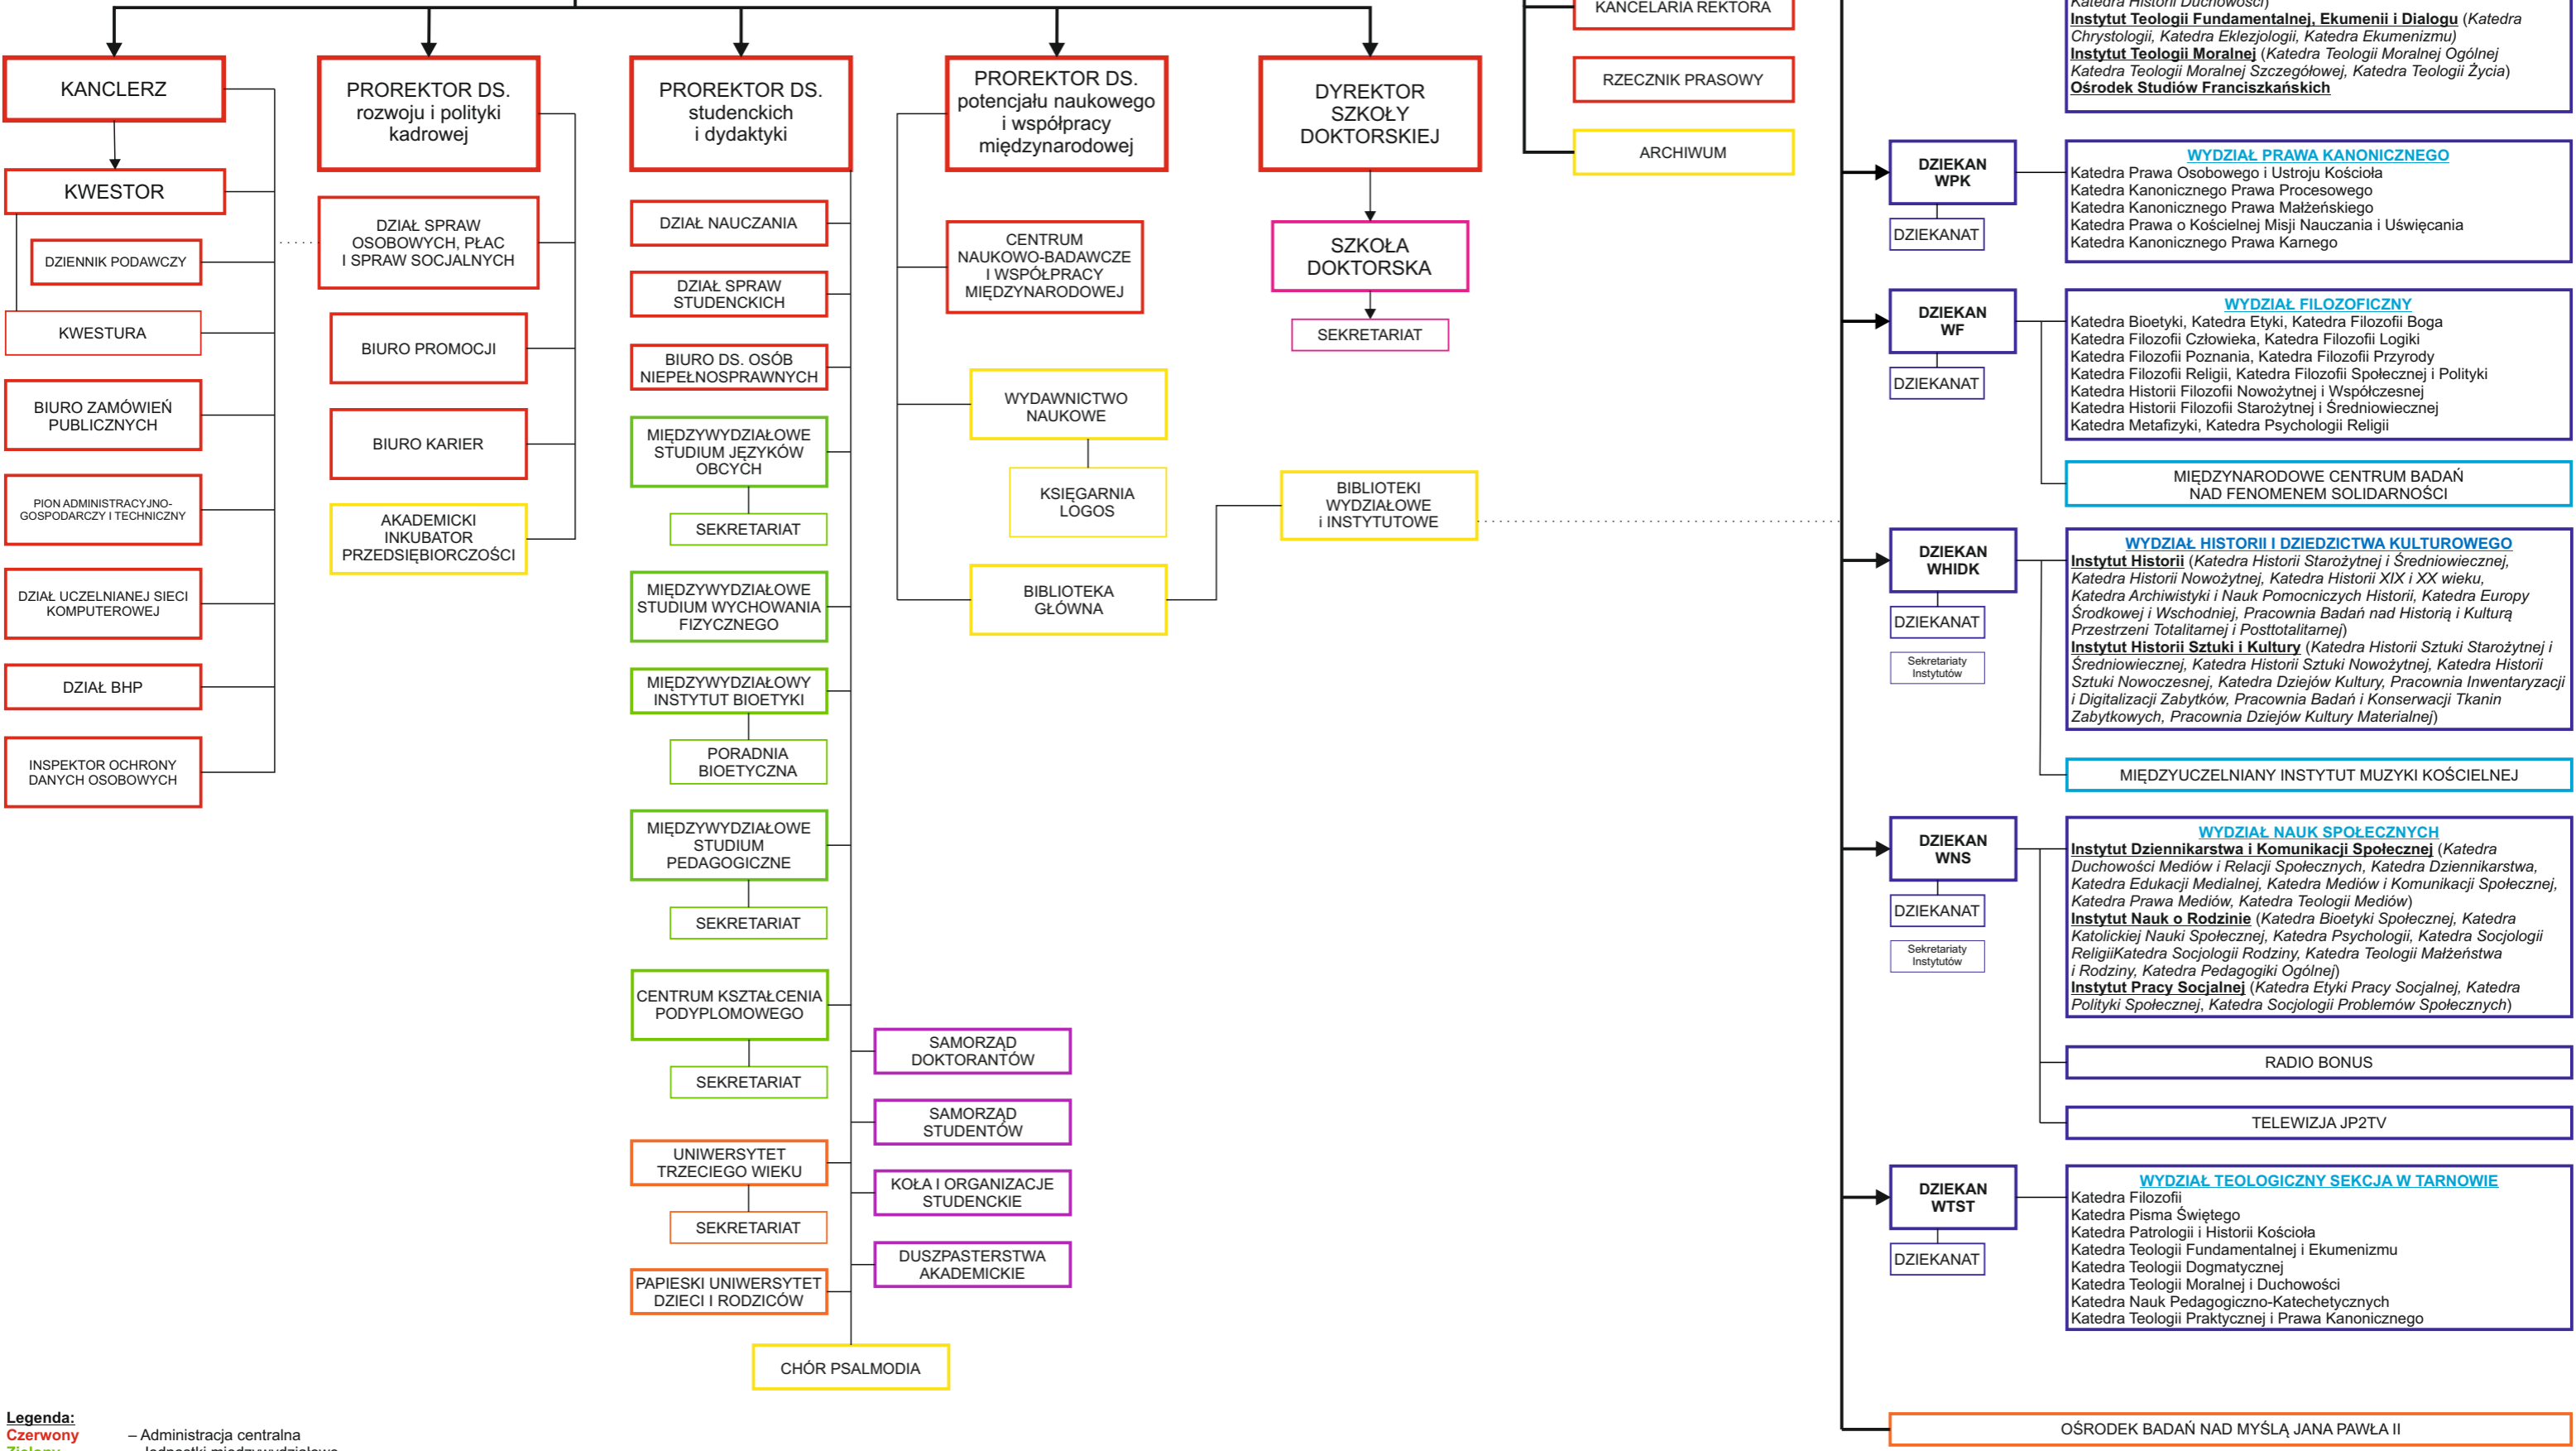 KANCLERZ
KWESTOR
DZIENNIK PODAWCZY
KWESTURA
BIURO ZAMÓWIEŃ
PUBLICZNYCH
PION ADMINISTRACYJNO-
GOSPODARCZY I TECHNICZNY
DZIAŁ UCZELNIANEJ SIECI
KOMPUTEROWEJ
DZIAŁ BHP
INSPEKTOR OCHRONY
DANYCH OSOBOWYCH
PROREKTOR DS.
rozwoju i polityki
kadrowej
DZIAŁ SPRAW
OSOBOWYCH, PŁAC
I SPRAW SOCJALNYCH
BIURO PROMOCJI
BIURO KARIER
AKADEMICKI
INKUBATOR
PRZEDSIĘBIORCZOŚCI
PROREKTOR DS.
studenckich
i dydaktyki
DZIAŁ NAUCZANIA
DZIAŁ SPRAW
STUDENCKICH
BIURO DS. OSÓB
NIEPEŁNOSPRAWNYCH
MIĘDZYWYDZIAŁOWE
STUDIUM JĘZYKÓW
OBCYCH
SEKRETARIAT
MIĘDZYWYDZIAŁOWE
STUDIUM WYCHOWANIA
FIZYCZNEGO
MIĘDZYWYDZIAŁOWY
INSTYTUT BIOETYKI
PORADNIA
BIOETYCZNA
MIĘDZYWYDZIAŁOWE
STUDIUM
PEDAGOGICZNE
SEKRETARIAT
CENTRUM KSZTAŁCENIA
PODYPLOMOWEGO
SEKRETARIAT
UNIWERSYTET
TRZECIEGO WIEKU
SEKRETARIAT
PAPIESKI UNIWERSYTET
DZIECI I RODZICÓW
SAMORZĄD
DOKTORANTÓW
SAMORZĄD
STUDENTÓW
KOŁA I ORGANIZACJE
STUDENCKIE
DUSZPASTERSTWA
AKADEMICKIE
CHÓR PSALMODIA
PROREKTOR DS.
potencjału naukowego
i współpracy
międzynarodowej
CENTRUM
NAUKOWO-BADAWCZE
I WSPÓŁPRACY
MIĘDZYNARODOWEJ
WYDAWNICTWO
NAUKOWE
KSIĘGARNIA
LOGOS
BIBLIOTEKA
GŁÓWNA
DYREKTOR
SZKOŁY
DOKTORSKIEJ
SZKOŁA
DOKTORSKA
SEKRETARIAT
BIBLIOTEKI
WYDZIAŁOWE
i INSTYTUTOWE
KANCELARIA REKTORA
RZECZNIK PRASOWY
ARCHIWUM
Katedra Historii Duchowości)
Instytut Teologii Fundamentalnej, Ekumenii i Dialogu (Katedra
Chrystologii, Katedra Eklezjologii, Katedra Ekumenizmu)
Instytut Teologii Moralnej (Katedra Teologii Moralnej Ogólnej
Katedra Teologii Moralnej Szczegółowej, Katedra Teologii Życia)
Ośrodek Studiów Franciszkańskich
DZIEKAN
WPK
DZIEKANAT
WYDZIAŁ PRAWA KANONICZNEGO
Katedra Prawa Osobowego i Ustroju Kościoła
Katedra Kanonicznego Prawa Procesowego
Katedra Kanonicznego Prawa Małżeńskiego
Katedra Prawa o Kościelnej Misji Nauczania i Uświęcania
Katedra Kanonicznego Prawa Karnego
DZIEKAN
WF
DZIEKANAT
WYDZIAŁ FILOZOFICZNY
Katedra Bioetyki, Katedra Etyki, Katedra Filozofii Boga
Katedra Filozofii Człowieka, Katedra Filozofii Logiki
Katedra Filozofii Poznania, Katedra Filozofii Przyrody
Katedra Filozofii Religii, Katedra Filozofii Społecznej i Polityki
Katedra Historii Filozofii Nowożytnej i Współczesnej
Katedra Historii Filozofii Starożytnej i Średniowiecznej
Katedra Metafizyki, Katedra Psychologii Religii
MIĘDZYNARODOWE CENTRUM BADAŃ
NAD FENOMENEM SOLIDARNOŚCI
DZIEKAN
WHIDK
DZIEKANAT
Sekretariaty
Instytutów
WYDZIAŁ HISTORII I DZIEDZICTWA KULTUROWEGO
Instytut Historii (Katedra Historii Starożytnej i Średniowiecznej,
Katedra Historii Nowożytnej, Katedra Historii XIX i XX wieku,
Katedra Archiwistyki i Nauk Pomocniczych Historii, Katedra Europy
Środkowej i Wschodniej, Pracownia Badań nad Historią i Kulturą
Przestrzeni Totalitarnej i Posttotalitarnej)
Instytut Historii Sztuki i Kultury (Katedra Historii Sztuki Starożytnej i
Średniowiecznej, Katedra Historii Sztuki Nowożytnej, Katedra Historii
Sztuki Nowoczesnej, Katedra Dziejów Kultury, Pracownia Inwentaryzacji
i Digitalizacji Zabytków, Pracownia Badań i Konserwacji Tkanin
Zabytkowych, Pracownia Dziejów Kultury Materialnej)
MIĘDZYUCZELNIANY INSTYTUT MUZYKI KOŚCIELNEJ
DZIEKAN
WNS
DZIEKANAT
Sekretariaty
Instytutów
WYDZIAŁ NAUK SPOŁECZNYCH
Instytut Dziennikarstwa i Komunikacji Społecznej (Katedra
Duchowości Mediów i Relacji Społecznych, Katedra Dziennikarstwa,
Katedra Edukacji Medialnej, Katedra Mediów i Komunikacji Społecznej,
Katedra Prawa Mediów, Katedra Teologii Mediów)
Instytut Nauk o Rodzinie (Katedra Bioetyki Społecznej, Katedra
Katolickiej Nauki Społecznej, Katedra Psychologii, Katedra Socjologii
ReligiiKatedra Socjologii Rodziny, Katedra Teologii Małżeństwa
i Rodziny, Katedra Pedagogiki Ogólnej)
Instytut Pracy Socjalnej (Katedra Etyki Pracy Socjalnej, Katedra
Polityki Społecznej, Katedra Socjologii Problemów Społecznych)
RADIO BONUS
TELEWIZJA JP2TV
DZIEKAN
WTST
DZIEKANAT
WYDZIAŁ TEOLOGICZNY SEKCJA W TARNOWIE
Katedra Filozofii
Katedra Pisma Świętego
Katedra Patrologii i Historii Kościoła
Katedra Teologii Fundamentalnej i Ekumenizmu
Katedra Teologii Dogmatycznej
Katedra Teologii Moralnej i Duchowości
Katedra Nauk Pedagogiczno-Katechetycznych
Katedra Teologii Praktycznej i Prawa Kanonicznego
OŚRODEK BADAŃ NAD MYŚLĄ JANA PAWŁA II
Legenda:
Czerwony – Administracja centralna